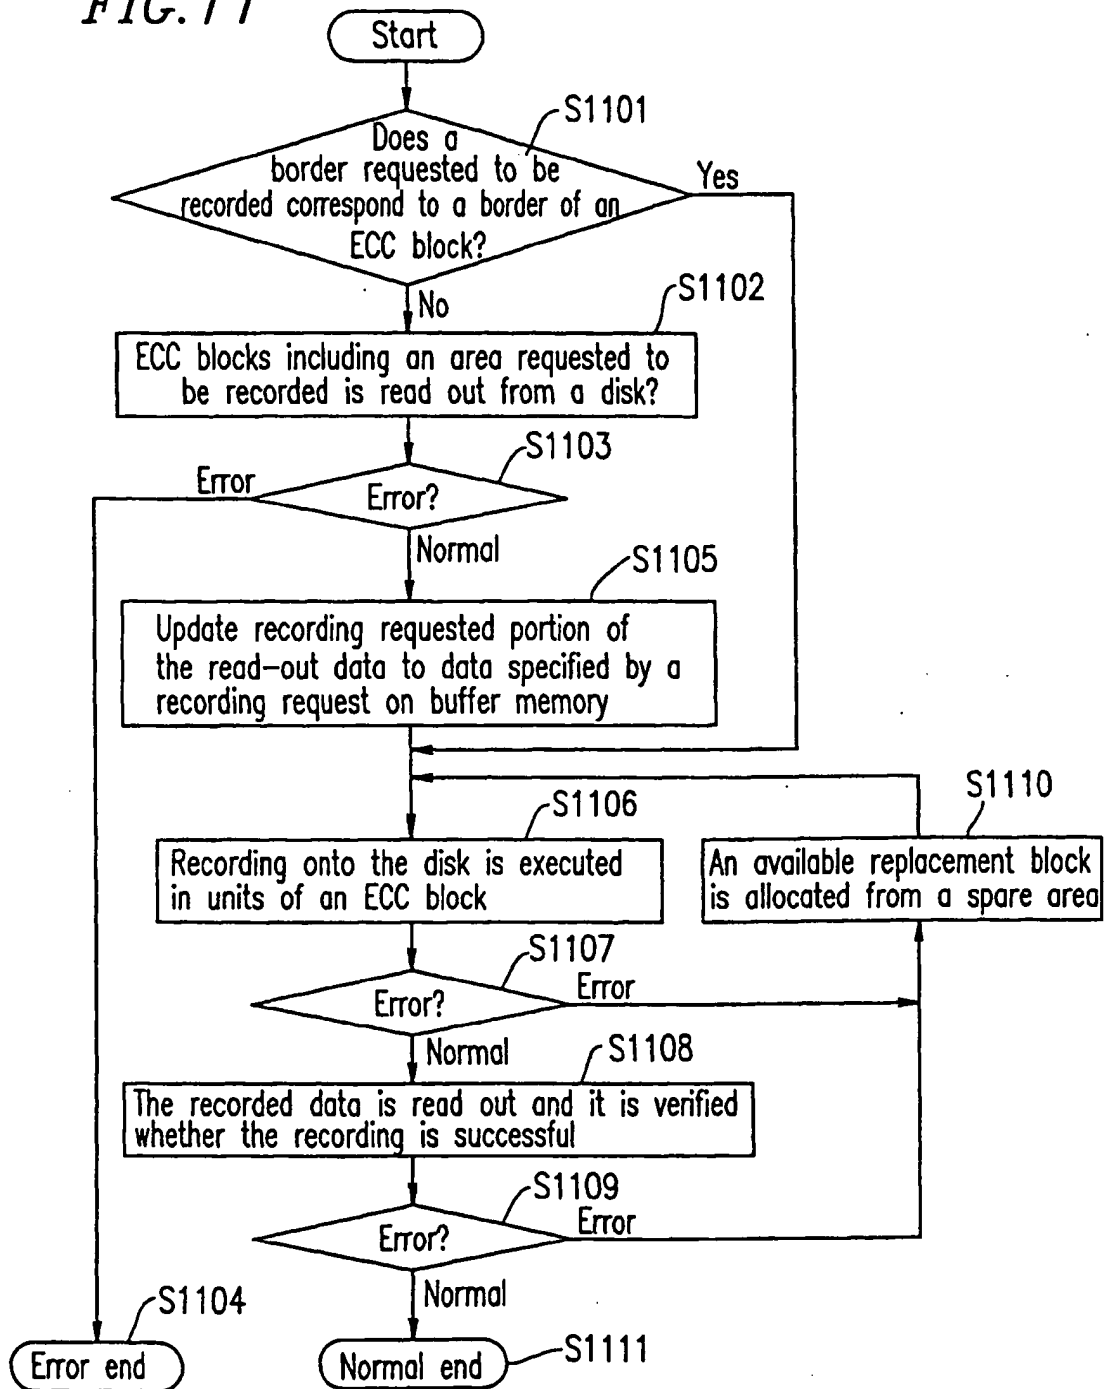 FIG. 11
Start
S1101
Does a
border requested to be
recorded correspond to a border of an
ECC block?
Yes
No
S1102
ECC blocks including an area requested to
be recorded is read out from a disk?
S1103
Error
Error?
Normal
S1105
Update recording requested portion of
the read-out data to data specified by a
recording request on buffer memory
S1110
S1106
Recording onto the disk is executed
in units of an ECC block
An available replacement block
is allocated from a spare area
S1107
Error?
Error
Normal
S1108
The recorded data is read out and it is verified
whether the recording is successful
S1109
Error?
Error
Normal
S1104
Error end
Normal end
S1111